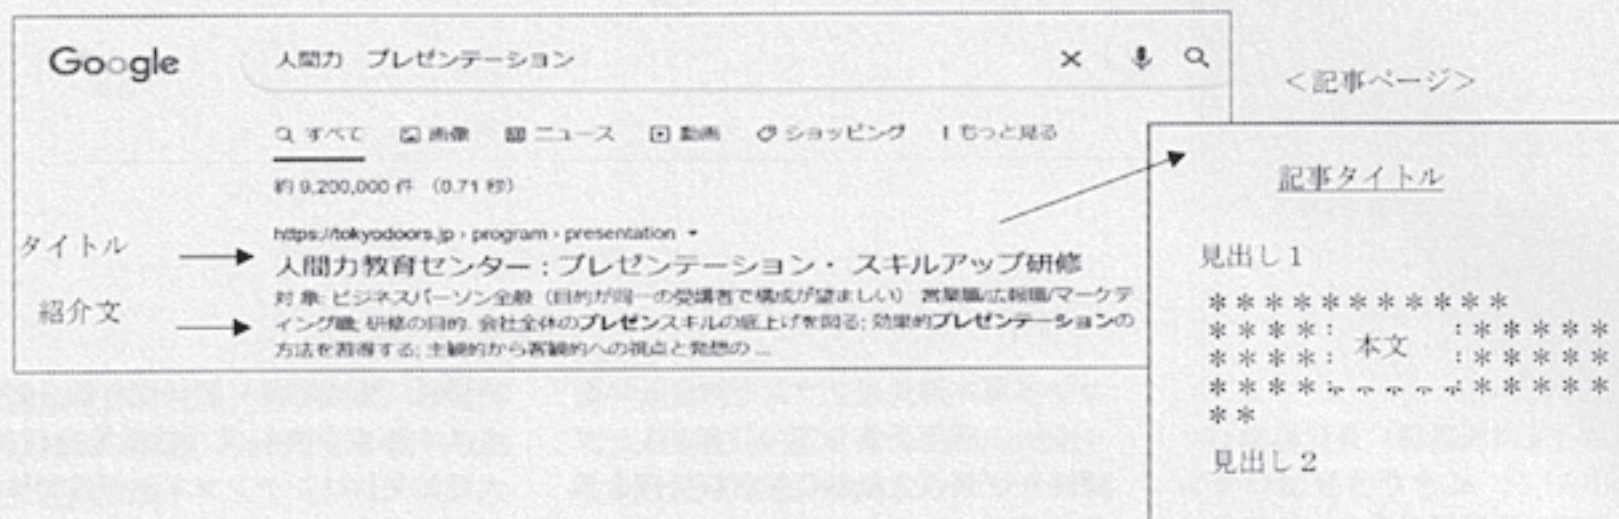 Google
人間力 プレゼンテーション
すべて 画像 ニュース 動画 ショッピング もっと見る
約 9,200,000 件 (0.71 秒)
https://tokyodoors.jp › program › presentation
タイトル
人間力教育センター：プレゼンテーション・ スキルアップ研修
紹介文
対 象: ビジネスパーソン全般（目的が同一の受講者で構成が望ましい） 営業職/広報職/マーケテ
ィング職; 研修の目的. 会社全体のプレゼンスキルの底上げを図る; 効果的プレゼンテーションの
方法を習得する; 主観的から客観的への視点と発想の ...
＜記事ページ＞
記事タイトル
見出し１
＊＊＊＊＊＊＊＊＊＊＊
＊＊＊＊ ＊＊＊＊＊
＊＊＊＊ 本文 ＊＊＊＊＊
＊＊＊＊ ＊＊＊＊＊
＊＊
見出し２